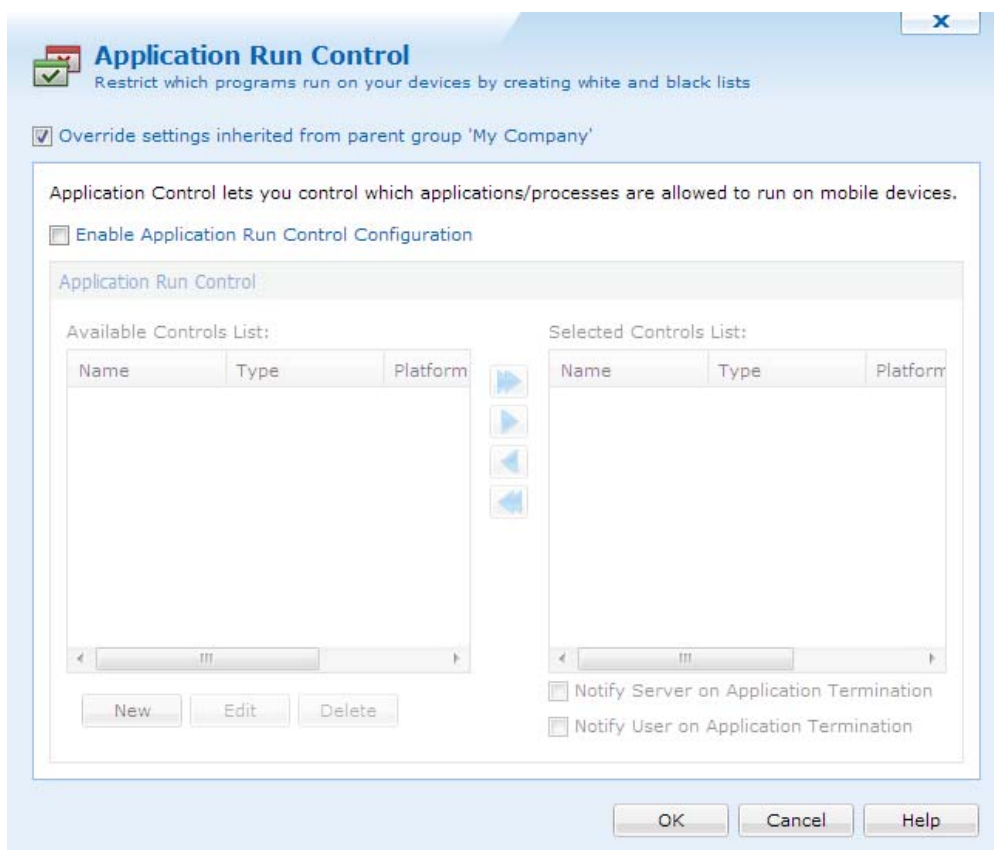 X
Application Run Control
Restrict which programs run on your devices by creating white and black lists
Override settings inherited from parent group 'My Company'
Application Control lets you control which applications/processes are allowed to run on mobile devices.
Enable Application Run Control Configuration
Application Run Control
Available Controls List:
Name Type Platform
Selected Controls List:
Name Type Platform
New Edit Delete
Notify Server on Application Termination
Notify User on Application Termination
OK Cancel Help